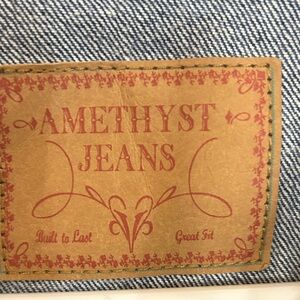 AMETHYST
JEANS
Built to Last Great Fit